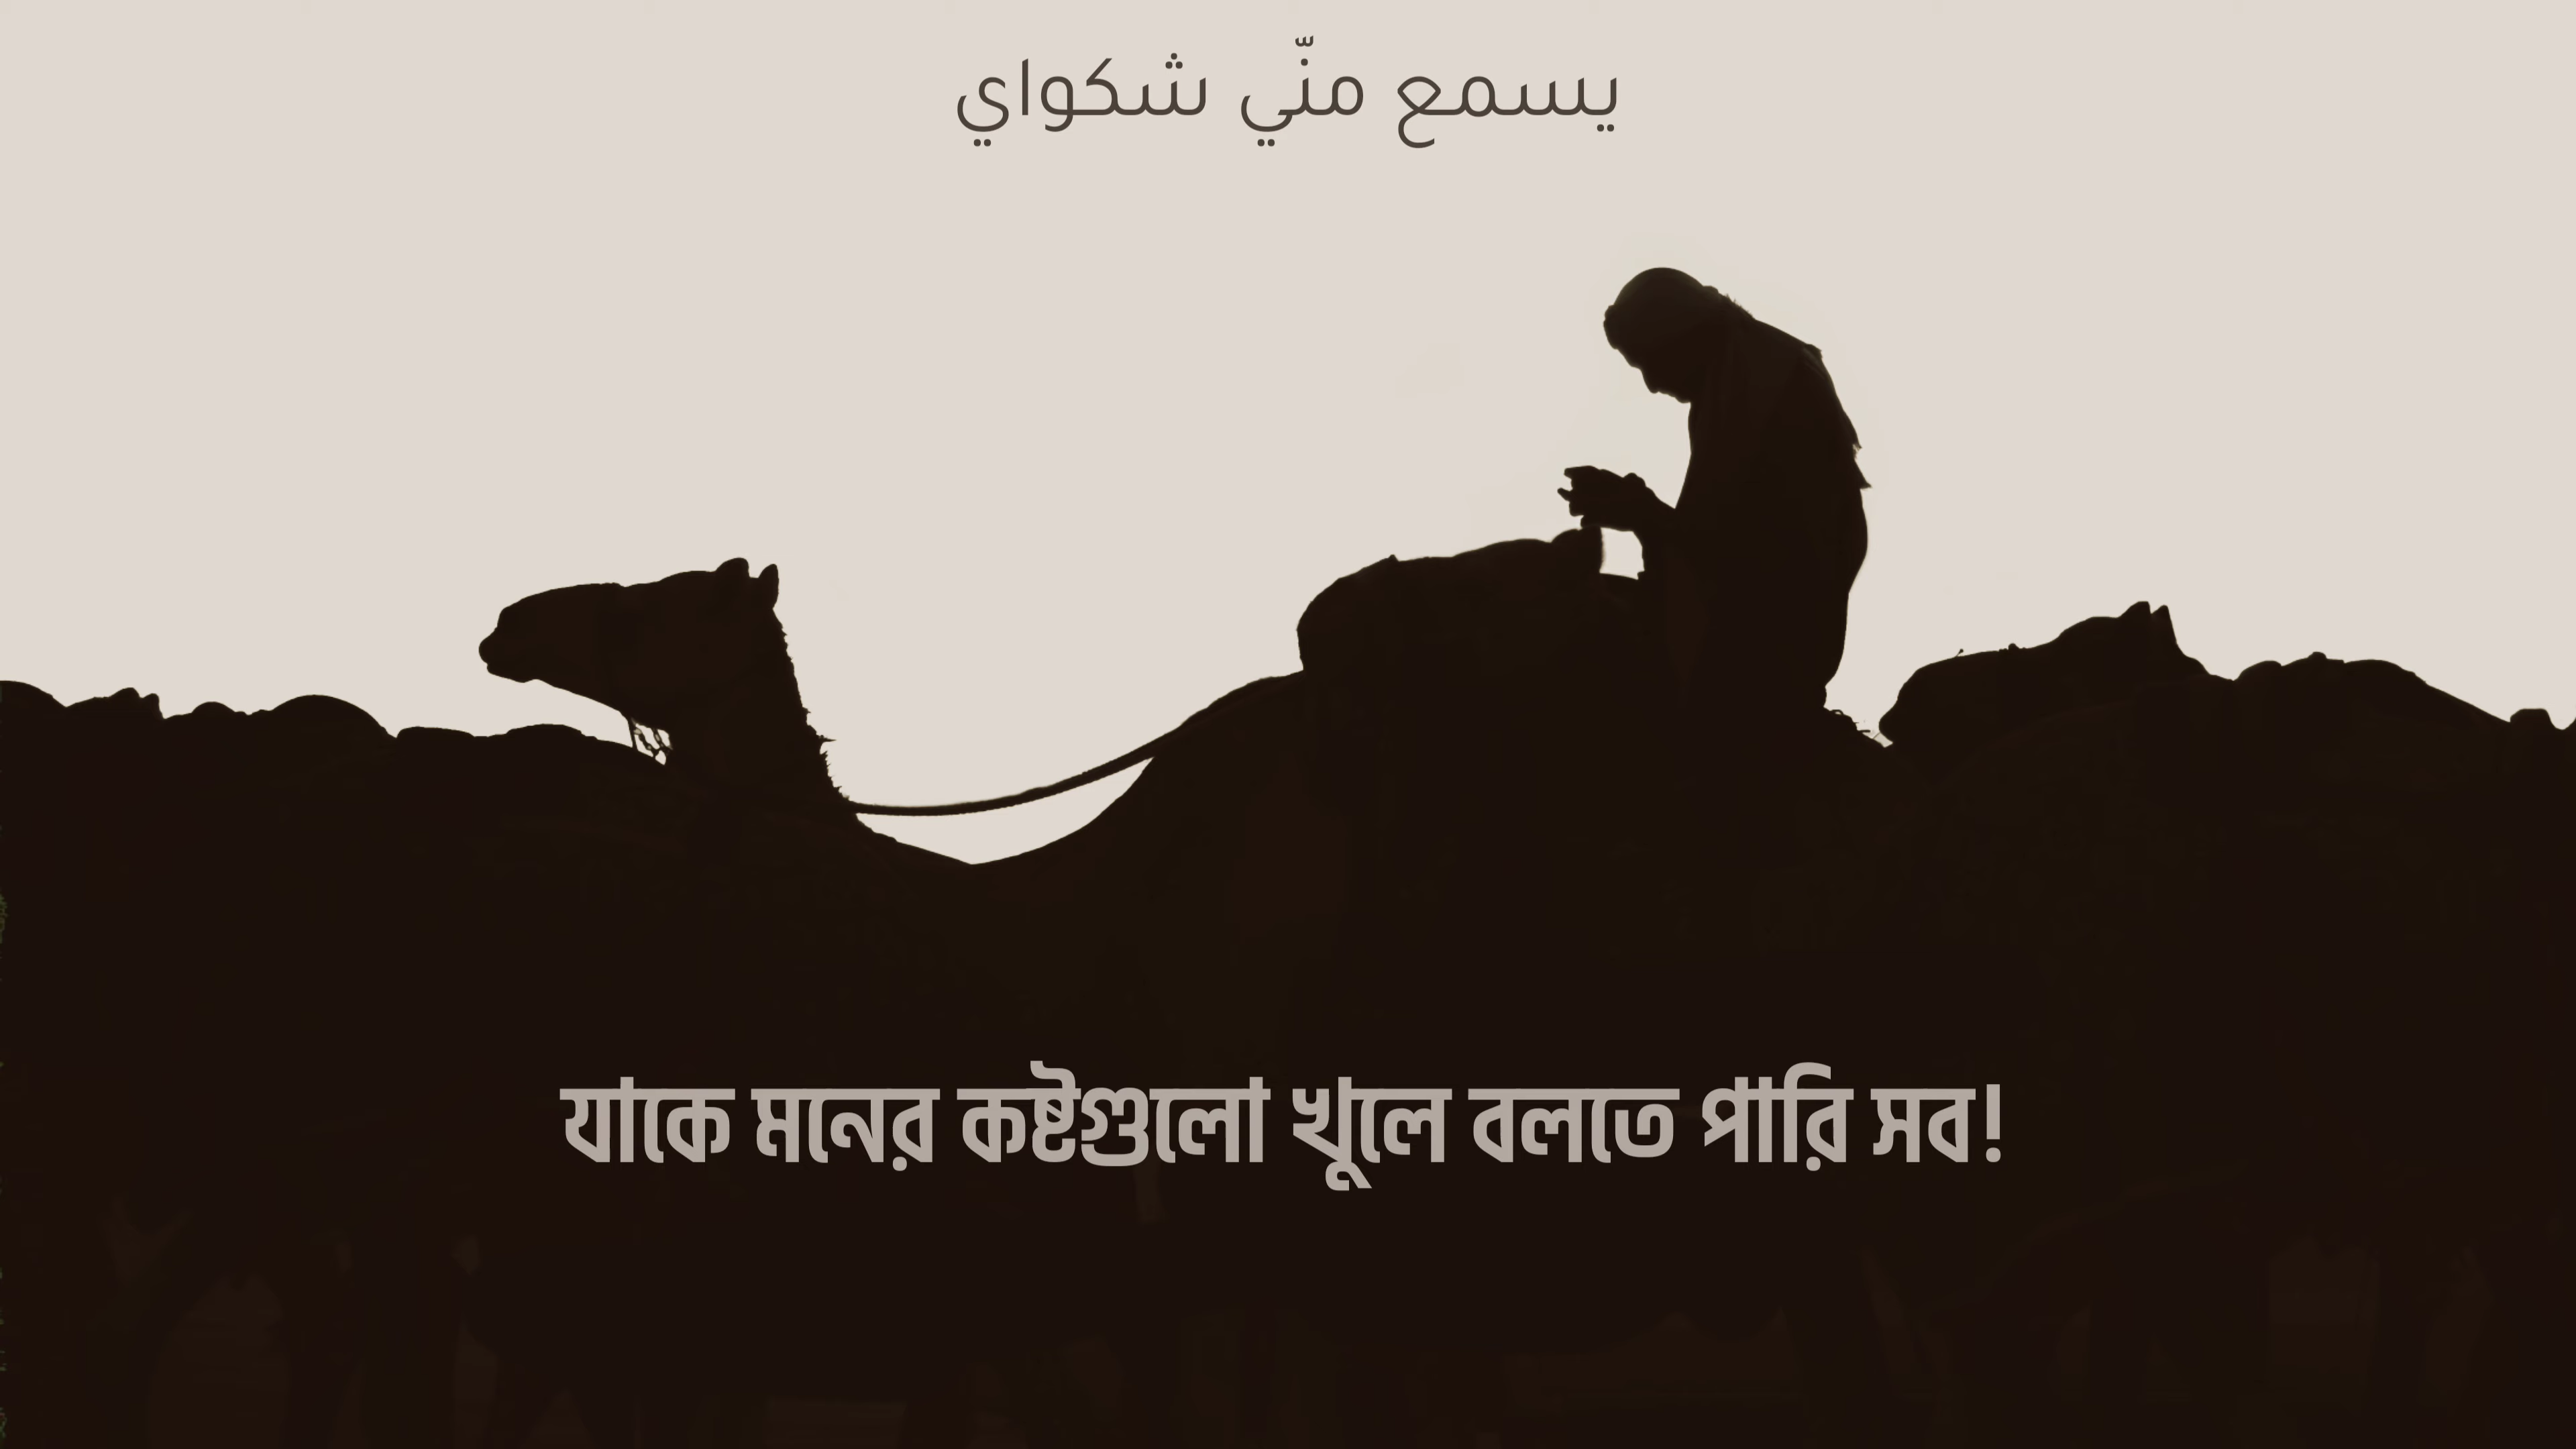 يسمع منّي شكواي
যাকে মনের কষ্টগুলো খুলে বলতে পারি সব!